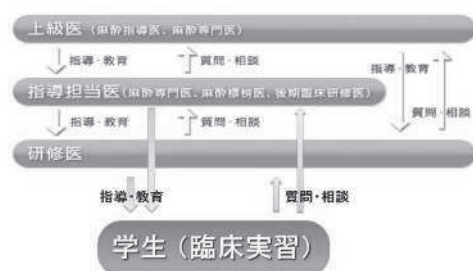 上級医（麻酔指導医、麻酔専門医）
指導・教育
質問・相談
指導・教育
質問・相談
指導担当医（麻酔専門医、麻酔標榜医、後期臨床研修医）
指導・教育
質問・相談
研修医
指導・教育
質問・相談
学生（臨床実習）